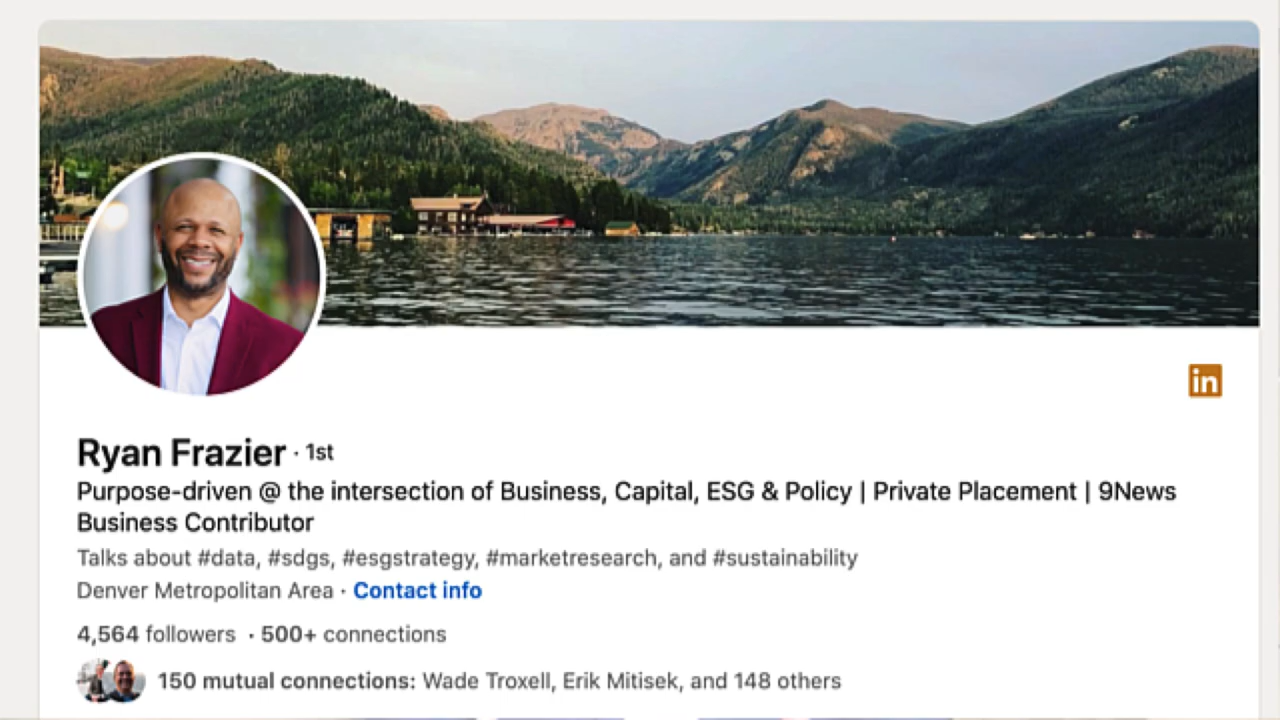 in
Ryan Frazier · 1st
Purpose-driven @ the intersection of Business, Capital, ESG & Policy | Private Placement | 9News
Business Contributor
Talks about #data, #sdgs, #esgstrategy, #marketresearch, and #sustainability
Denver Metropolitan Area · Contact info
4,564 followers · 500+ connections
150 mutual connections: Wade Troxell, Erik Mitisek, and 148 others